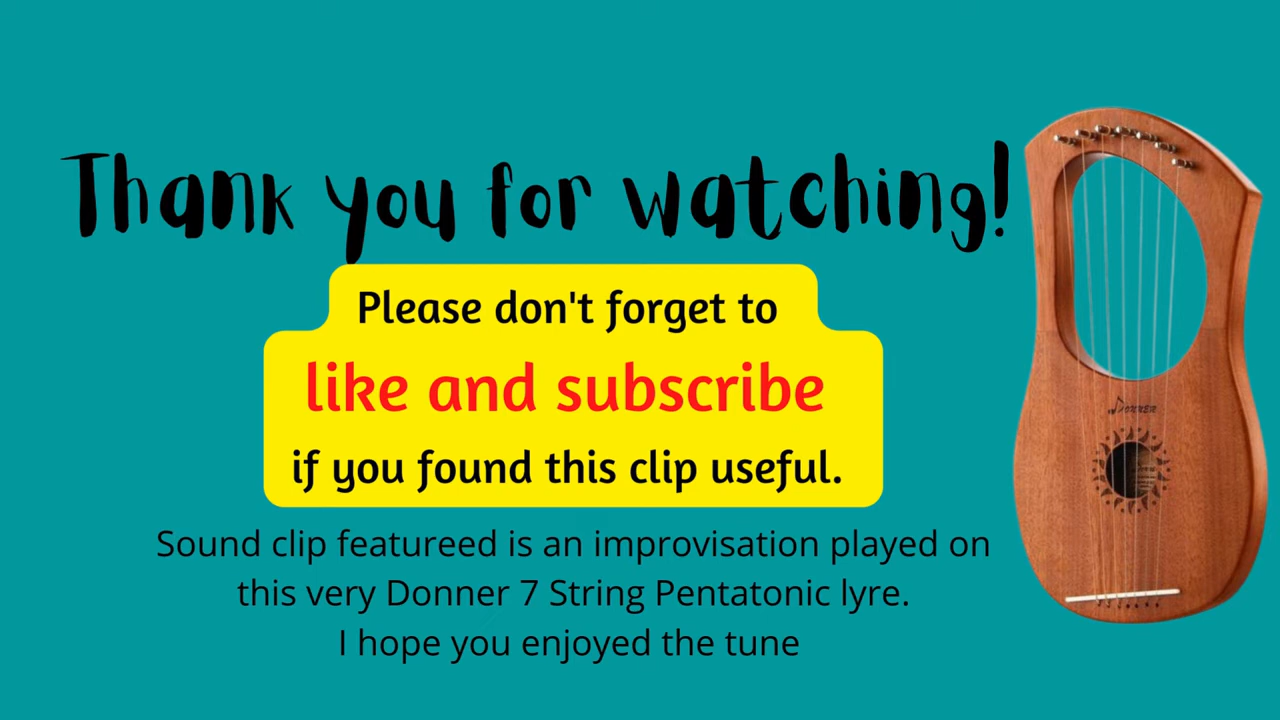 Thank you for watching!
Please don't forget to
like and subscribe
if you found this clip useful.
Sound clip featureed is an improvisation played on
this very Donner 7 String Pentatonic lyre.
I hope you enjoyed the tune
DONNER